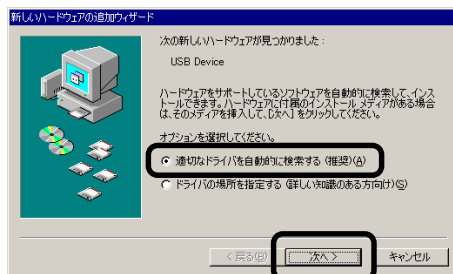 新しいハードウェアの追加ウィザード
次の新しいハードウェアが見つかりました :
USB Device
ハードウェアをサポートしているソフトウェアを自動的に検索して、インス
トールできます。ハードウェアに付属のインストール メディアがある場合
は、そのメディアを挿入して、[次へ] をクリックしてください。
オプションを選択してください。
適切なドライバを自動的に検索する (推奨)(A)
ドライバの場所を指定する (詳しい知識のある方向け)(S)
< 戻る(B)
次へ >
キャンセル